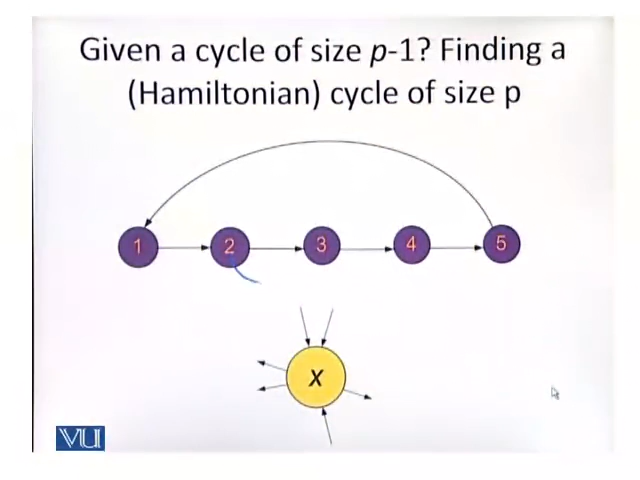 Given a cycle of size p-1? Finding a
(Hamiltonian) cycle of size p
1 2 3 4 5
X
VU